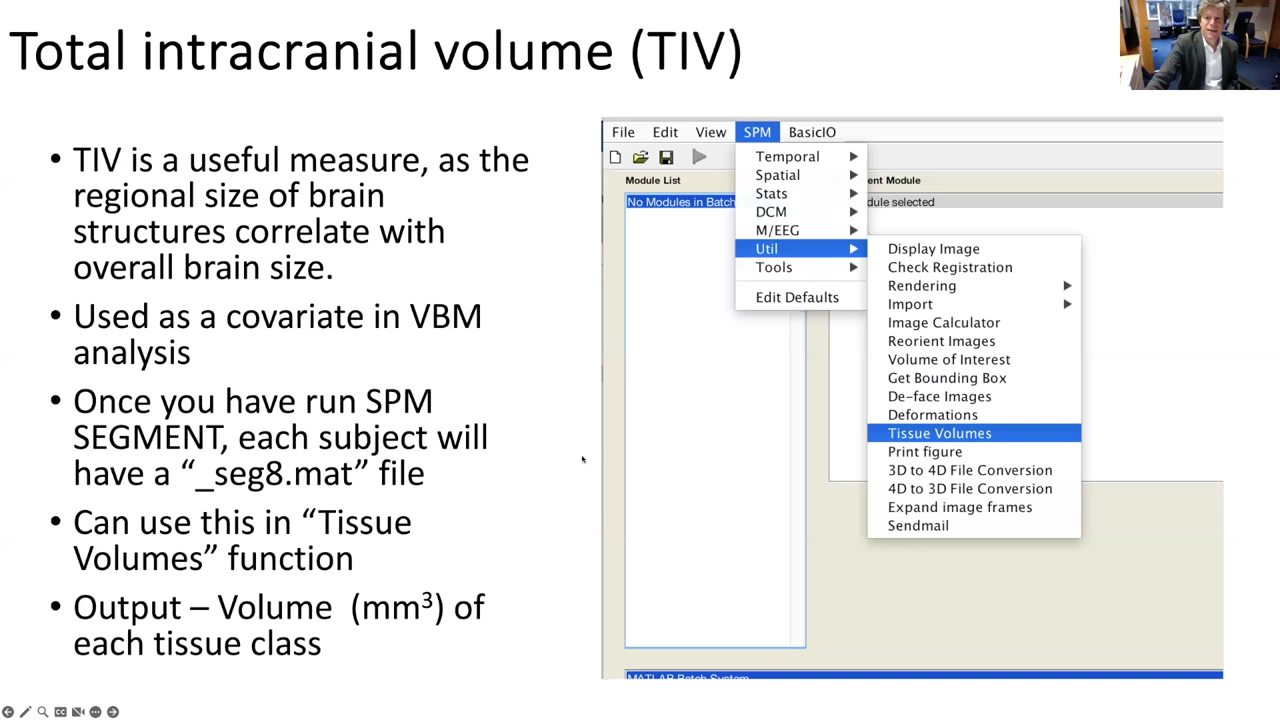 Total intracranial volume (TIV)
• TIV is a useful measure, as the
regional size of brain
structures correlate with
overall brain size.
• Used as a covariate in VBM
analysis
• Once you have run SPM
SEGMENT, each subject will
have a “_seg8.mat” file
• Can use this in “Tissue
Volumes” function
• Output – Volume (mm³) of
each tissue class
File Edit View SPM BasicIO
Module List
No Modules in Batch
Temporal
Spatial
Stats
DCM
M/EEG
Util
Tools
Edit Defaults
ent Module
dule selected
Display Image
Check Registration
Rendering
Import
Image Calculator
Reorient Images
Volume of Interest
Get Bounding Box
De-face Images
Deformations
Tissue Volumes
Print figure
3D to 4D File Conversion
4D to 3D File Conversion
Expand image frames
Sendmail
MATLAB Batch System